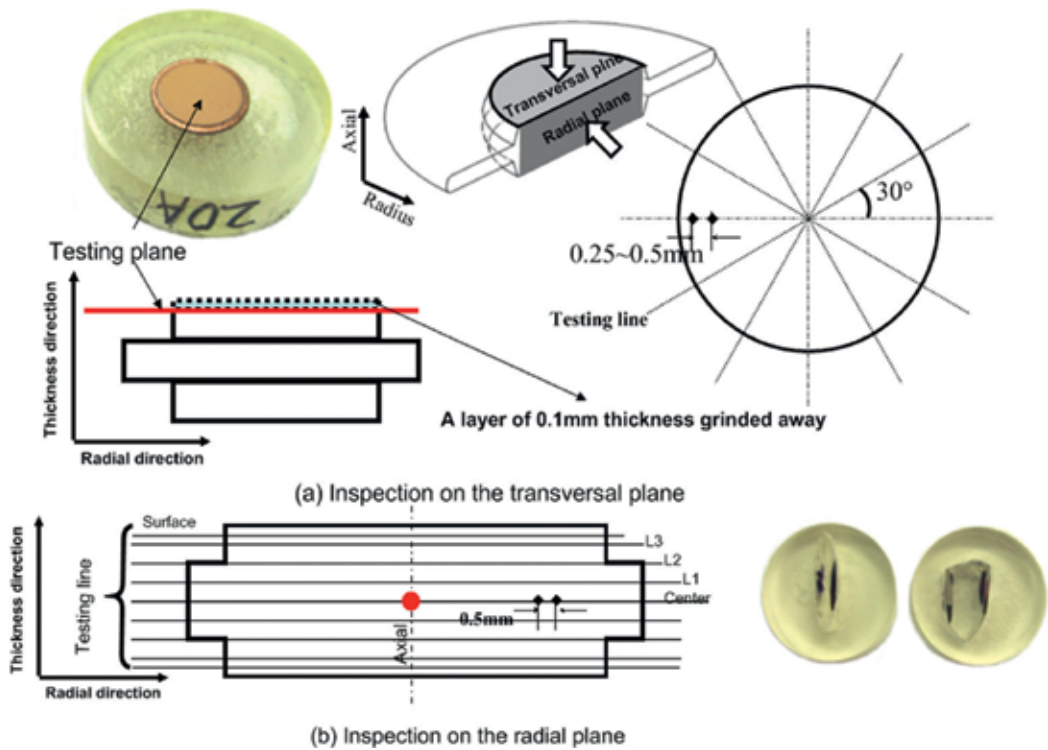 20A
Axial
Radius
Transversal plne
Radial plane
30°
0.25~0.5mm
Testing plane
Testing line
Thickness direction
Radial direction
A layer of 0.1mm thickness grinded away
(a) Inspection on the transversal plane
Thickness direction
Testing line
Surface
L3
L2
L1
Center
0.5mm
Axial
Radial direction
(b) Inspection on the radial plane